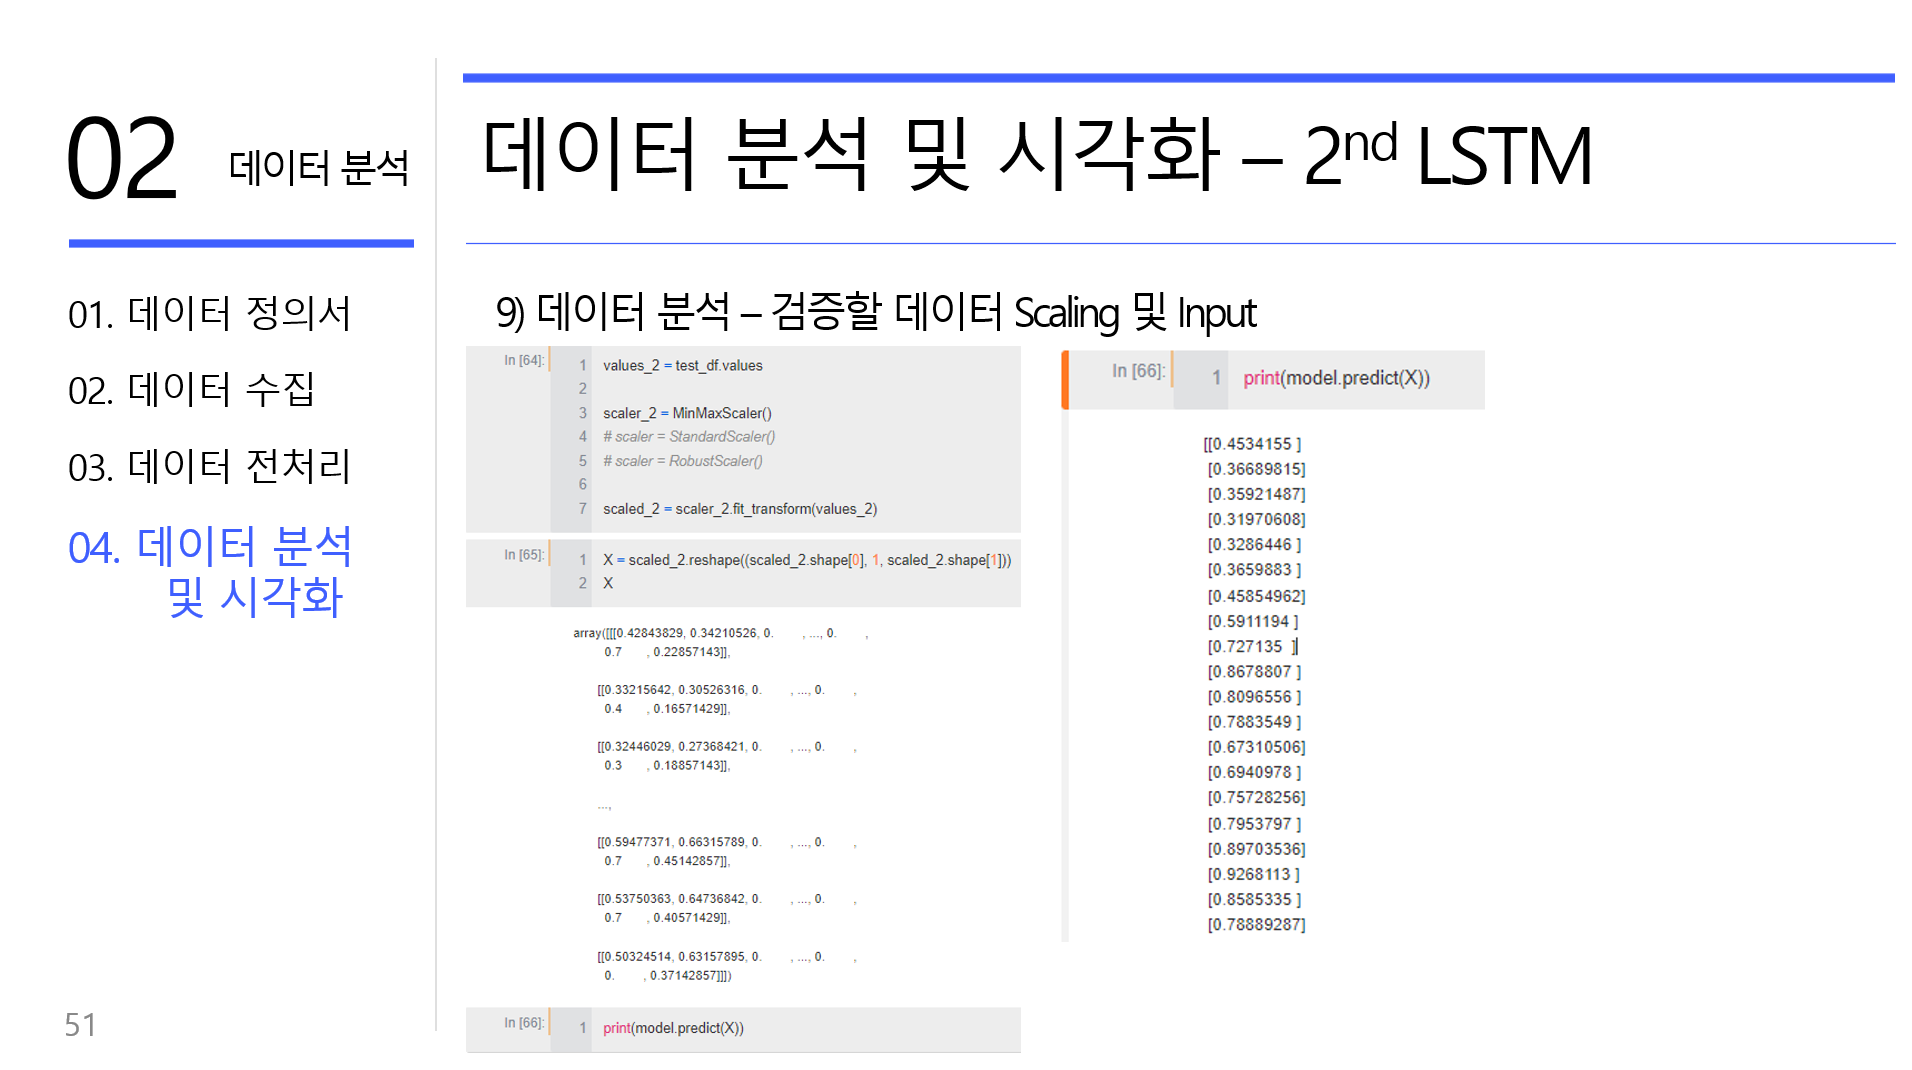 02 데이터 분석
01. 데이터 정의서
02. 데이터 수집
03. 데이터 전처리
04. 데이터 분석
및 시각화
51
데이터 분석 및 시각화 – 2nd LSTM
9) 데이터 분석 – 검증할 데이터 Scaling 및 Input
In [64]:
1 values_2 = test_df.values
2
3 scaler_2 = MinMaxScaler()
4 # scaler = StandardScaler()
5 # scaler = RobustScaler()
6
7 scaled_2 = scaler_2.fit_transform(values_2)
In [65]:
1 X = scaled_2.reshape((scaled_2.shape[0], 1, scaled_2.shape[1]))
2 X
array([[[0.42843829, 0.34210526, 0. , ..., 0. ,
0.7 , 0.22857143]],
[[0.33215642, 0.30526316, 0. , ..., 0. ,
0.4 , 0.16571429]],
[[0.32446029, 0.27368421, 0. , ..., 0. ,
0.3 , 0.18857143]],
...,
[[0.59477371, 0.66315789, 0. , ..., 0. ,
0.7 , 0.45142857]],
[[0.53750363, 0.64736842, 0. , ..., 0. ,
0.7 , 0.40571429]],
[[0.50324514, 0.63157895, 0. , ..., 0. ,
0. , 0.37142857]]])
In [66]:
1 print(model.predict(X))
In [66]:
1 print(model.predict(X))
[[0.4534155 ]
[0.36689815]
[0.35921487]
[0.31970608]
[0.3286446 ]
[0.3659883 ]
[0.45854962]
[0.5911194 ]
[0.727135 ]
[0.8678807 ]
[0.8096556 ]
[0.7883549 ]
[0.67310506]
[0.6940978 ]
[0.75728256]
[0.7953797 ]
[0.89703536]
[0.9268113 ]
[0.8585335 ]
[0.78889287]